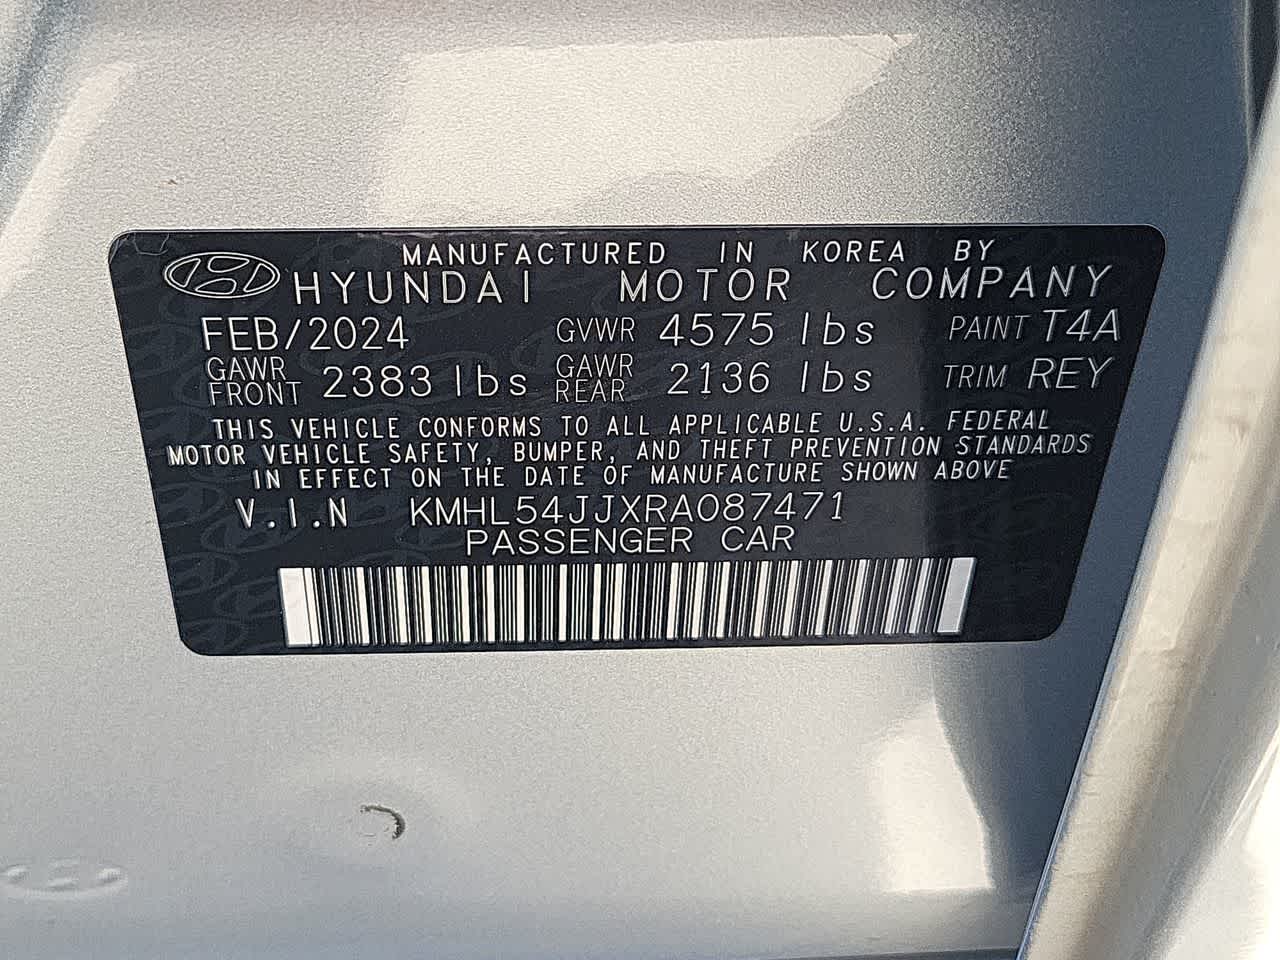 MANUFACTURED IN KOREA BY
HYUNDAI MOTOR COMPANY
FEB/2024 GVWR 4575 lbs PAINT T4A
GAWR FRONT 2383 lbs GAWR REAR 2136 lbs TRIM REY
THIS VEHICLE CONFORMS TO ALL APPLICABLE U.S.A. FEDERAL
MOTOR VEHICLE SAFETY, BUMPER, AND THEFT PREVENTION STANDARDS
IN EFFECT ON THE DATE OF MANUFACTURE SHOWN ABOVE
V.I.N KMHL54JJXRA087471
PASSENGER CAR